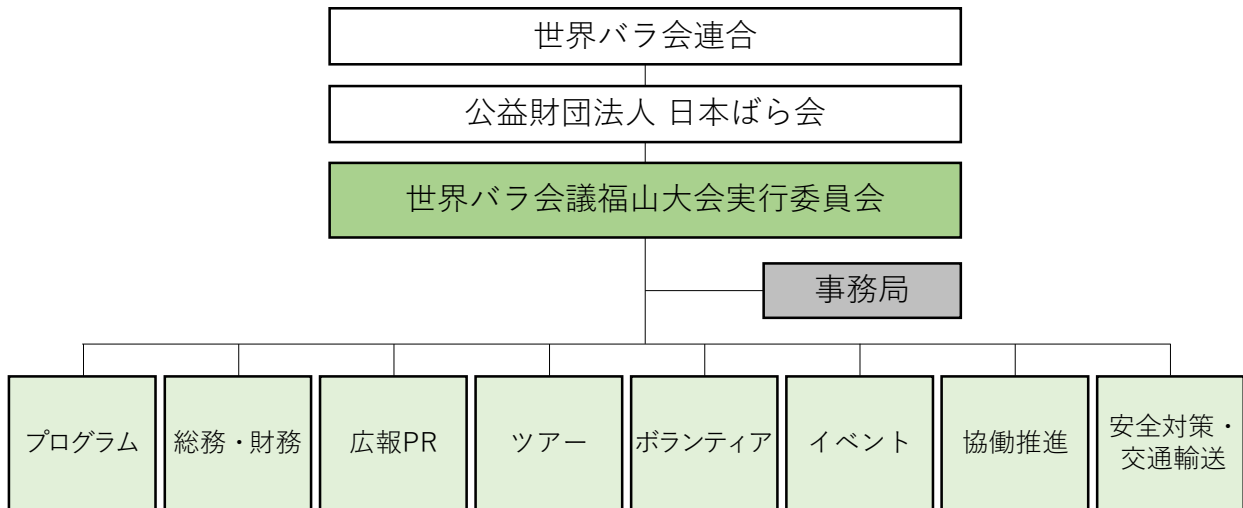 世界バラ会連合
公益財団法人 日本ばら会
世界バラ会議福山大会実行委員会
事務局
プログラム
総務・財務
広報PR
ツアー
ボランティア
イベント
協働推進
安全対策・
交通輸送